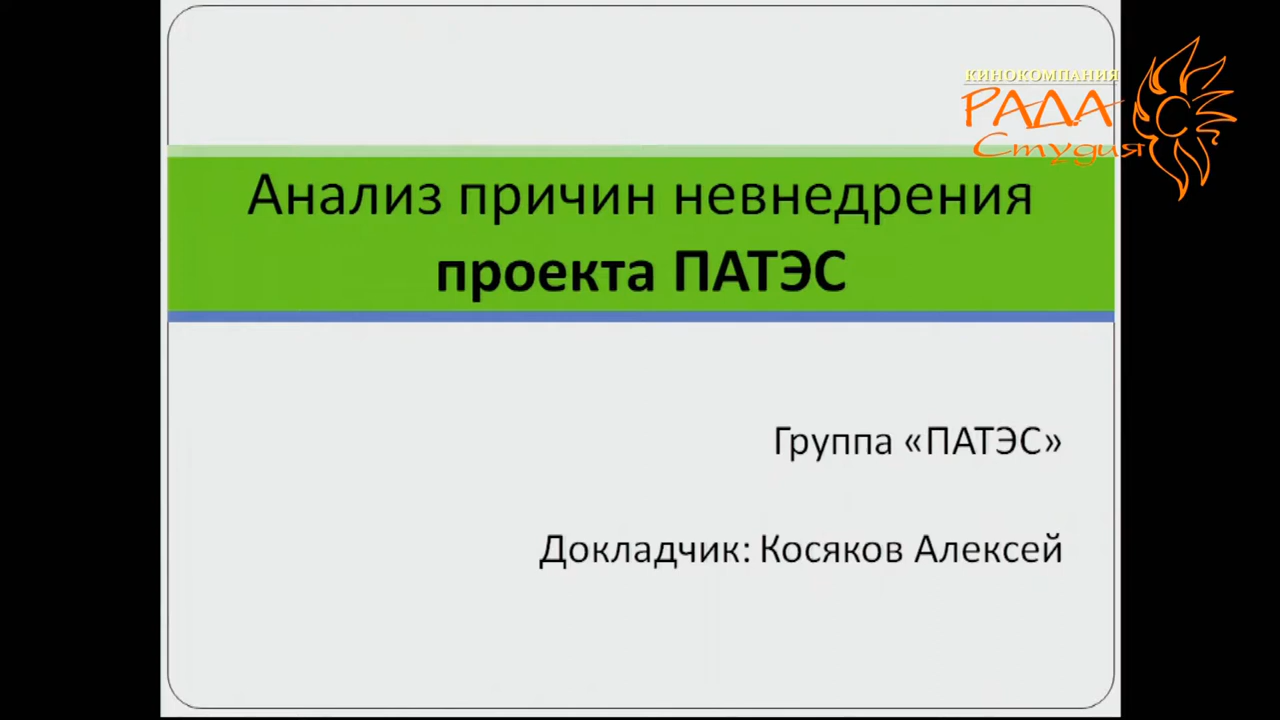 КИНОКОМПАНИЯ
РАДА
Студия
Анализ причин невнедрения
проекта ПАТЭС
Группа «ПАТЭС»
Докладчик: Косяков Алексей